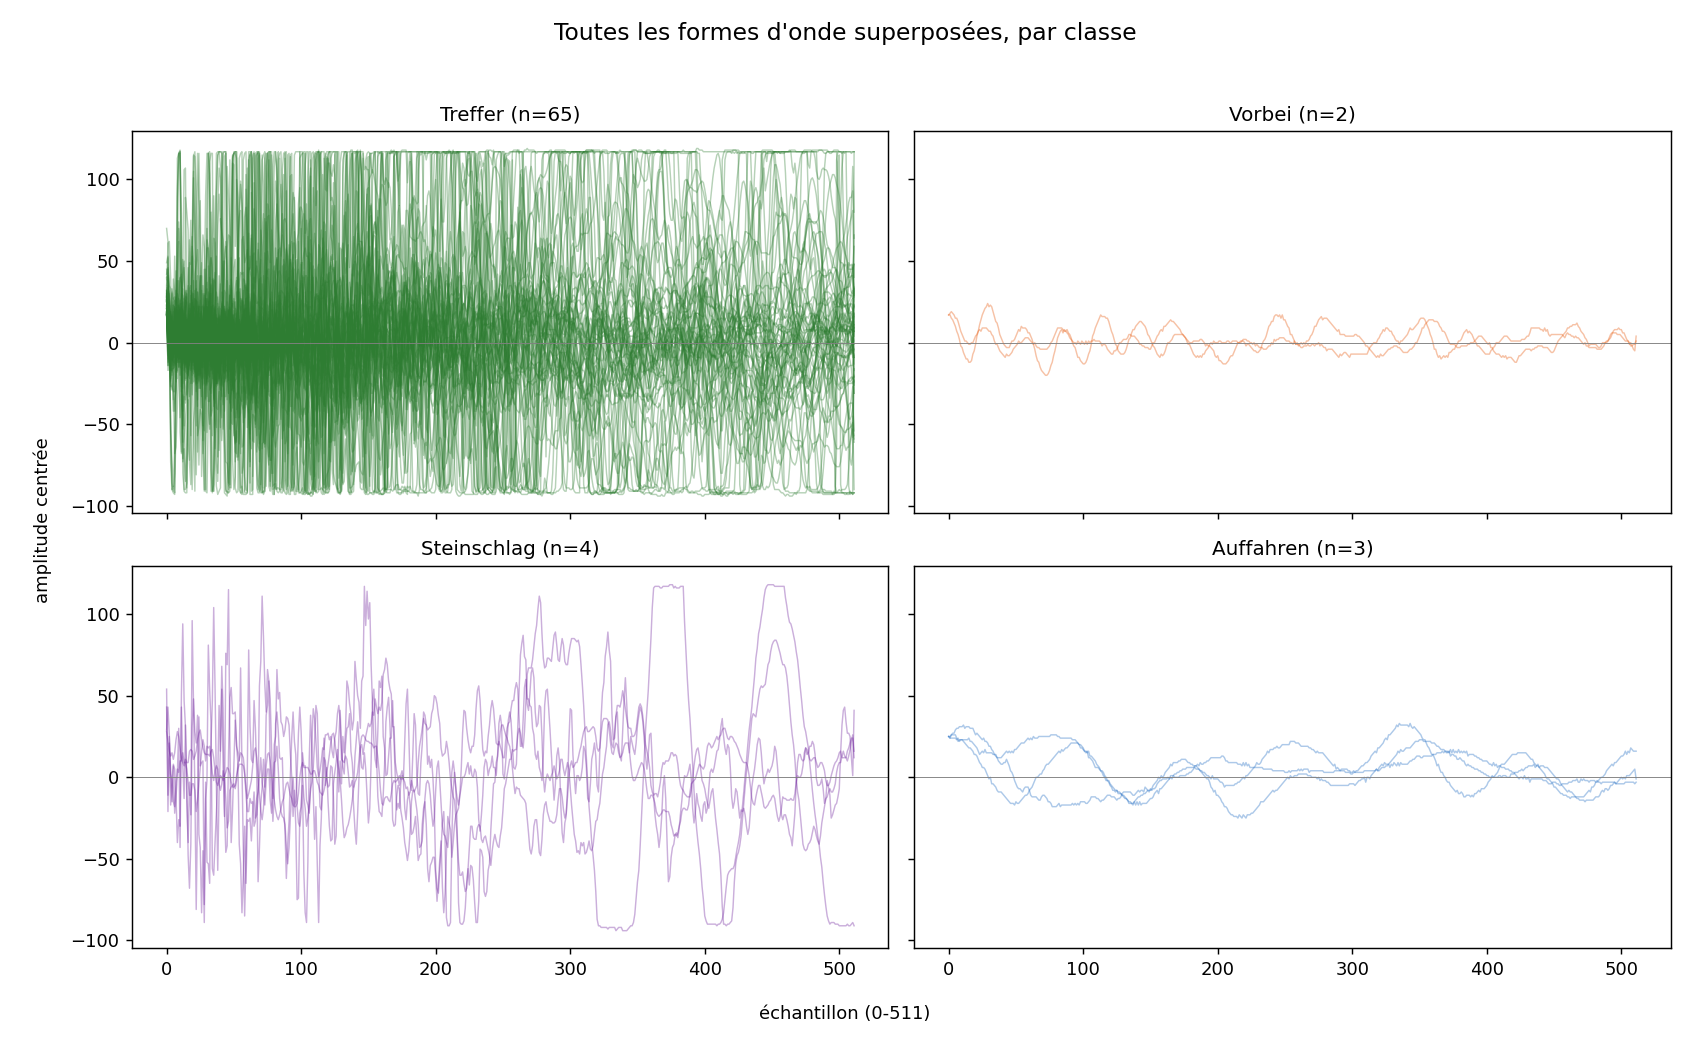 Toutes les formes d'onde superposées, par classe
Treffer (n=65)
Vorbei (n=2)
100
50
0
−50
−100
Steinschlag (n=4)
Auffahren (n=3)
100
50
0
−50
−100
0 100 200 300 400 500
0 100 200 300 400 500
amplitude centrée
échantillon (0-511)